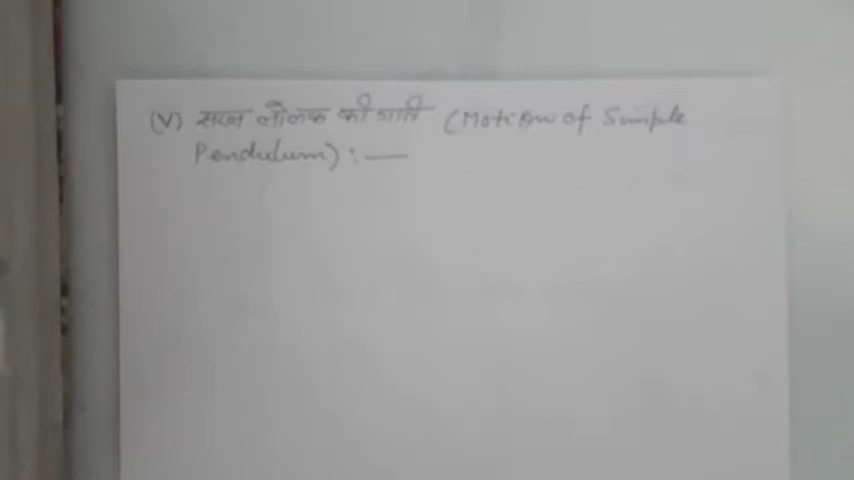 (V) सरल लोलक की गति (Motion of Simple
Pendulum) : —